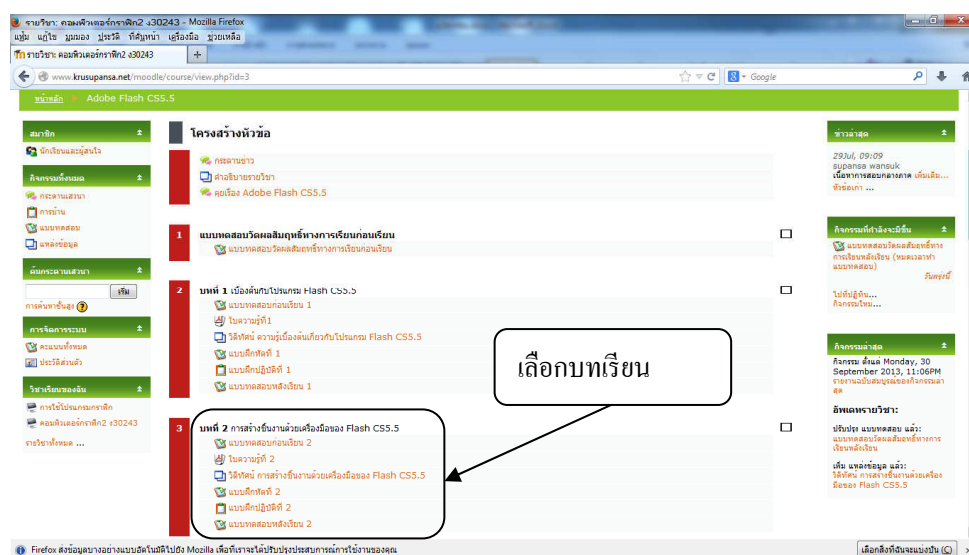 รายวิชา: คอมพิวเตอร์กราฟิก2 ง30243 - Mozilla Firefox
แฟ้ม แก้ไข มุมมอง ประวัติ ที่คั่นหน้า เครื่องมือ ช่วยเหลือ
รายวิชา: คอมพิวเตอร์กราฟิก2 ง30243
www.krusupansa.net/moodle/course/view.php?id=3
Google
หน้าหลัก Adobe Flash CS5.5
สมาชิก
นักเรียนและผู้สนใจ
กิจกรรมทั้งหมด
กระดานเสวนา
การบ้าน
แบบทดสอบ
แหล่งข้อมูล
ค้นกระดานเสวนา
เริ่ม
การค้นหาขั้นสูง
การจัดการระบบ
คะแนนทั้งหมด
ประวัติส่วนตัว
วิชาเรียนของฉัน
การใช้โปรแกรมกราฟิก
คอมพิวเตอร์กราฟิก2 ง30243
รายวิชาทั้งหมด ...
โครงสร้างหัวข้อ
กระดานข่าว
คำอธิบายรายวิชา
คุยเรื่อง Adobe Flash CS5.5
1 แบบทดสอบวัดผลสัมฤทธิ์ทางการเรียนก่อนเรียน
แบบทดสอบวัดผลสัมฤทธิ์ทางการเรียนก่อนเรียน
2 บทที่ 1 เบื้องต้นกับโปรแกรม Flash CS5.5
แบบทดสอบก่อนเรียน 1
ใบความรู้ที่1
วิดีทัศน์ ความรู้เบื้องต้นเกี่ยวกับโปรแกรม Flash CS5.5
แบบฝึกหัดที่ 1
แบบฝึกปฏิบัติที่ 1
แบบทดสอบหลังเรียน 1
เลือกบทเรียน
3 บทที่ 2 การสร้างชิ้นงานด้วยเครื่องมือของ Flash CS5.5
แบบทดสอบก่อนเรียน 2
ใบความรู้ที่ 2
วิดีทัศน์ การสร้างชิ้นงานด้วยเครื่องมือของ Flash CS5.5
แบบฝึกหัดที่ 2
แบบฝึกปฏิบัติที่ 2
แบบทดสอบหลังเรียน 2
ข่าวล่าสุด
29Jul, 09:09
supansa wansuk
เนื้อหาการสอบกลางภาค เพิ่มเติม...
หัวข้อเก่า ...
กิจกรรมที่กำลังจะมีขึ้น
แบบทดสอบวัดผลสัมฤทธิ์ทาง
การเรียนหลังเรียน (หมดเวลาทำ
แบบทดสอบ)
วันพรุ่งนี้
ไปที่ปฏิทิน...
กิจกรรมใหม่...
กิจกรรมล่าสุด
กิจกรรม ตั้งแต่ Monday, 30
September 2013, 11:06PM
รายงานฉบับสมบูรณ์ของกิจกรรมล่า
สุด
อัพเดทรายวิชา:
ปรับปรุง แบบทดสอบ แล้ว:
แบบทดสอบวัดผลสัมฤทธิ์ทางการ
เรียนหลังเรียน
เพิ่ม แหล่งข้อมูล แล้ว:
วิดีทัศน์ การสร้างชิ้นงานด้วยเครื่อง
มือของ Flash CS5.5
Firefox ส่งข้อมูลบางอย่างแบบอัตโนมัติไปยัง Mozilla เพื่อที่เราจะได้ปรับปรุงประสบการณ์การใช้งานของคุณ
เลือกสิ่งที่ฉันจะแบ่งปัน (C)